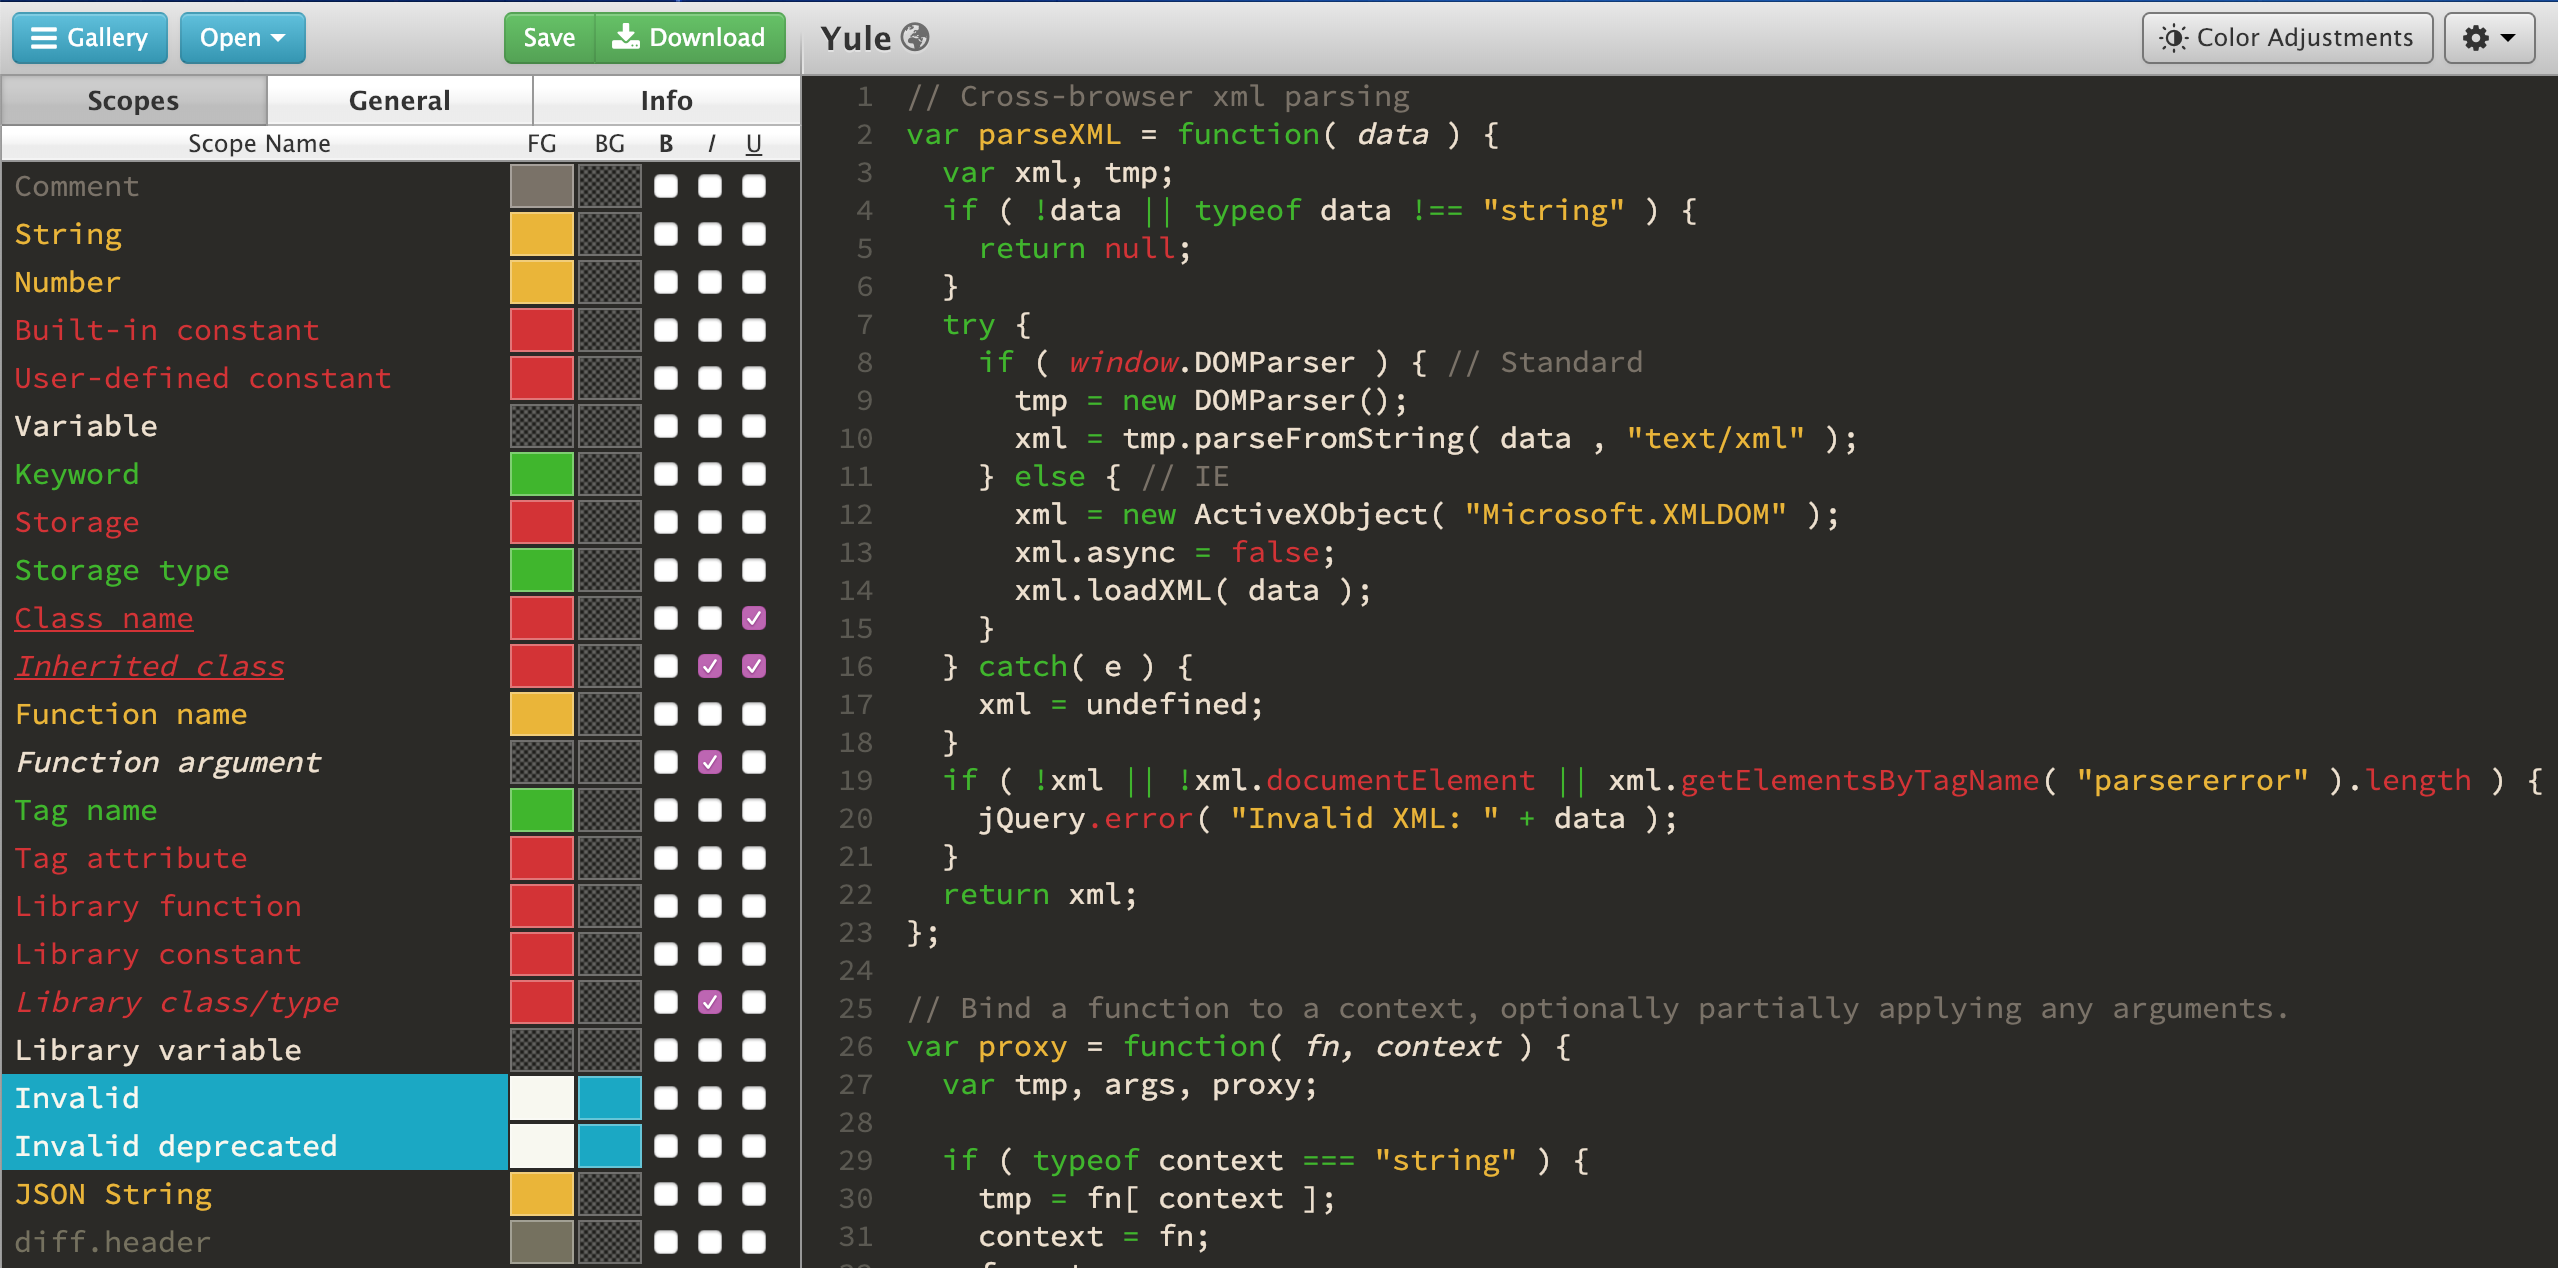 Gallery Open Save Download Yule Color Adjustments
Scopes General Info
Scope Name FG BG B I U
Comment
String
Number
Built-in constant
User-defined constant
Variable
Keyword
Storage
Storage type
Class name
Inherited class
Function name
Function argument
Tag name
Tag attribute
Library function
Library constant
Library class/type
Library variable
Invalid
Invalid deprecated
JSON String
diff.header
1 // Cross-browser xml parsing
2 var parseXML = function( data ) {
3   var xml, tmp;
4   if ( !data || typeof data !== "string" ) {
5     return null;
6   }
7   try {
8     if ( window.DOMParser ) { // Standard
9       tmp = new DOMParser();
10       xml = tmp.parseFromString( data , "text/xml" );
11     } else { // IE
12       xml = new ActiveXObject( "Microsoft.XMLDOM" );
13       xml.async = false;
14       xml.loadXML( data );
15     }
16   } catch( e ) {
17     xml = undefined;
18   }
19   if ( !xml || !xml.documentElement || xml.getElementsByTagName( "parsererror" ).length ) {
20     jQuery.error( "Invalid XML: " + data );
21   }
22   return xml;
23 };
24
25 // Bind a function to a context, optionally partially applying any arguments.
26 var proxy = function( fn, context ) {
27   var tmp, args, proxy;
28
29   if ( typeof context === "string" ) {
30     tmp = fn[ context ];
31     context = fn;